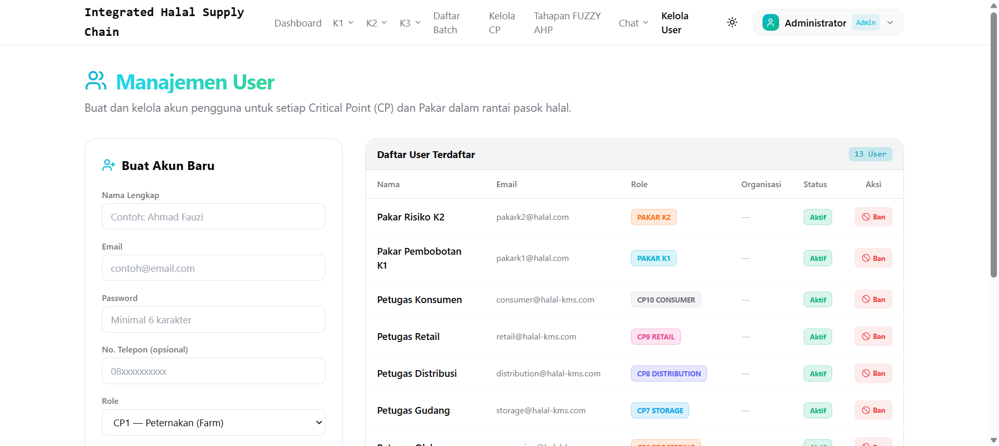 Integrated Halal Supply
Chain
Dashboard
K1
K2
K3
Daftar
Batch
Kelola
CP
Tahapan FUZZY
AHP
Chat
Kelola
User
Administrator
Admin
Manajemen User
Buat dan kelola akun pengguna untuk setiap Critical Point (CP) dan Pakar dalam rantai pasok halal.
Buat Akun Baru
Nama Lengkap
Contoh: Ahmad Fauzi
Email
contoh@email.com
Password
Minimal 6 karakter
No. Telepon (opsional)
08xxxxxxxxxx
Role
CP1 — Peternakan (Farm)
Daftar User Terdaftar
13 User
Nama Email Role Organisasi Status Aksi
Pakar Risiko K2 pakark2@halal.com PAKAR K2 — Aktif Ban
Pakar Pembobotan
K1
pakark1@halal.com PAKAR K1 — Aktif Ban
Petugas Konsumen consumer@halal-kms.com CP10 CONSUMER — Aktif Ban
Petugas Retail retail@halal-kms.com CP9 RETAIL — Aktif Ban
Petugas Distribusi distribution@halal-kms.com CP8 DISTRIBUTION — Aktif Ban
Petugas Gudang storage@halal-kms.com CP7 STORAGE — Aktif Ban